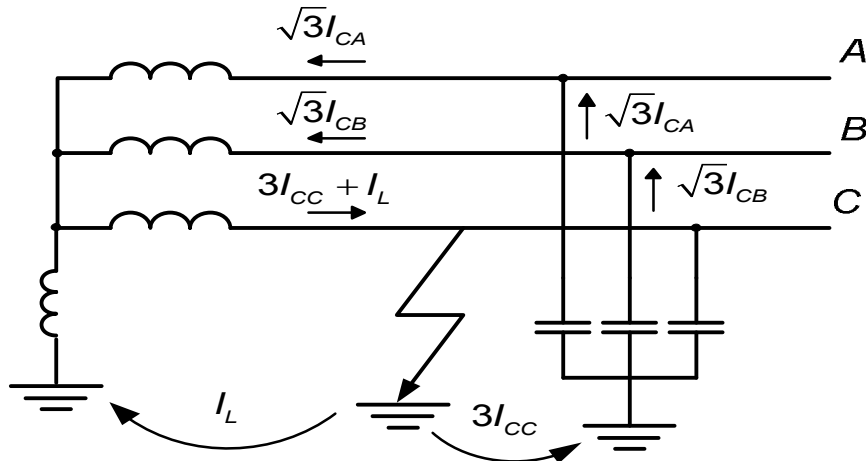 √3I_CA
A
√3I_CB
√3I_CA
B
3I_CC + I_L
√3I_CB
C
I_L
3I_CC